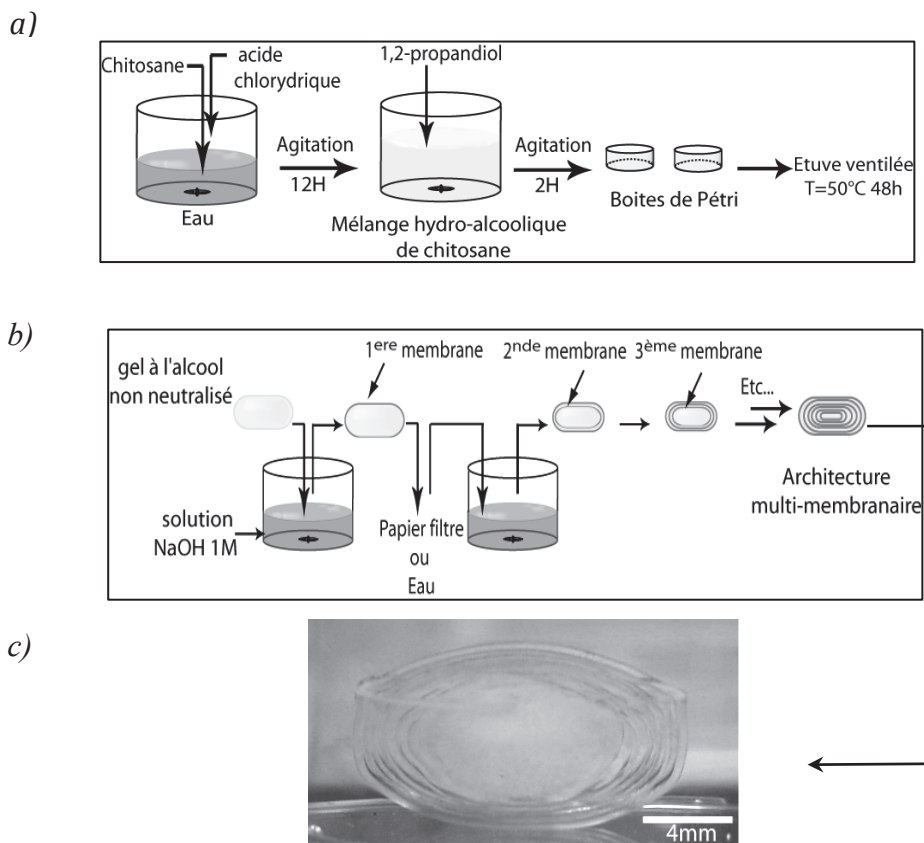 a)
Chitosane
acide
chlorydrique
Eau
Agitation
12H
1,2-propandiol
Mélange hydro-alcoolique
de chitosane
Agitation
2H
Boites de Pétri
Etuve ventilée
T=50°C 48h
b)
gel à l'alcool
non neutralisé
solution
NaOH 1M
1ere membrane
Papier filtre
ou
Eau
2nde membrane
3ème membrane
Etc...
Architecture
multi-membranaire
c)
4mm